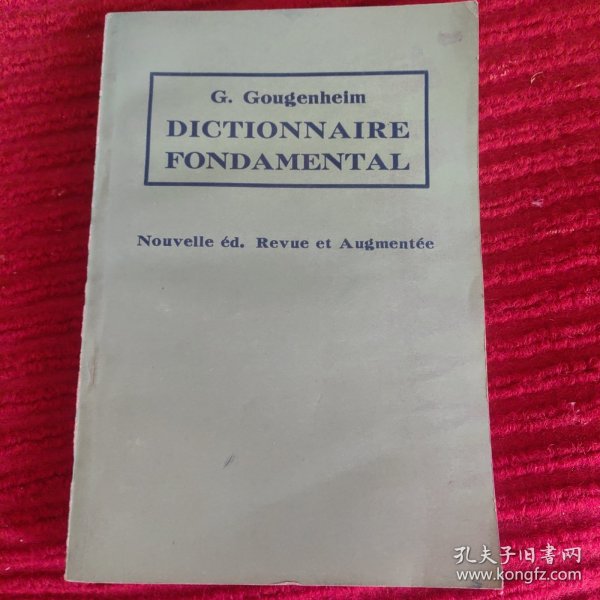 G. Gougenheim
DICTIONNAIRE
FONDAMENTAL
Nouvelle éd. Revue et Augmentée
孔夫子旧书网
www.kongfz.com